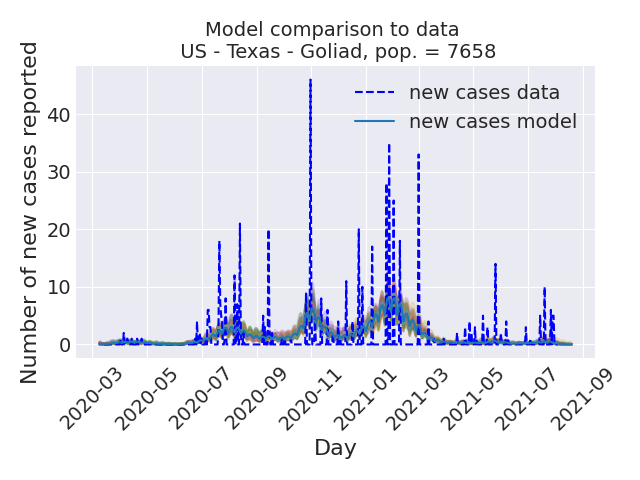 Model comparison to data
US - Texas - Goliad, pop. = 7658
Number of new cases reported
40
30
20
10
0
new cases data
new cases model
2020-03
2020-05
2020-07
2020-09
2020-11
2021-01
2021-03
2021-05
2021-07
2021-09
Day